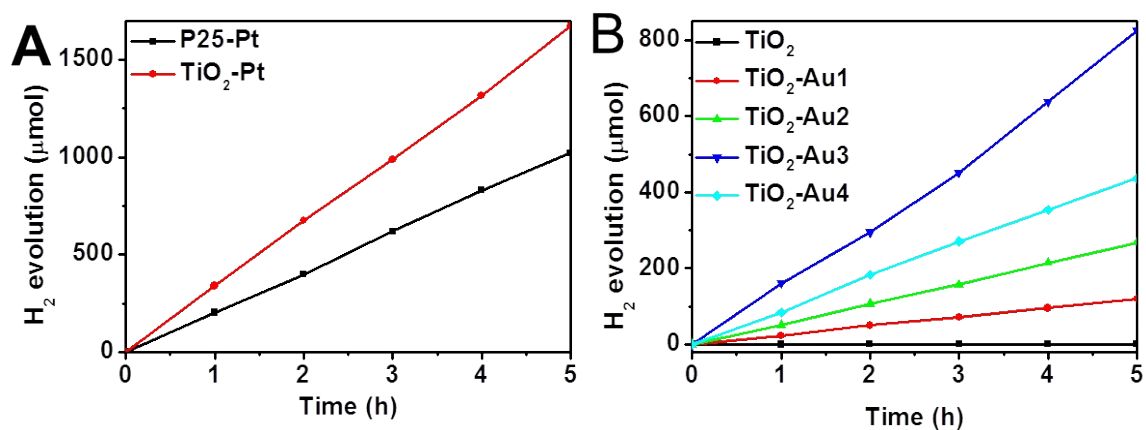 A
P25-Pt
TiO₂-Pt
1500
1000
500
0
H₂ evolution (μmol)
0 1 2 3 4 5
Time (h)
B
TiO₂
TiO₂-Au1
TiO₂-Au2
TiO₂-Au3
TiO₂-Au4
800
600
400
200
0
H₂ evolution (μmol)
0 1 2 3 4 5
Time (h)